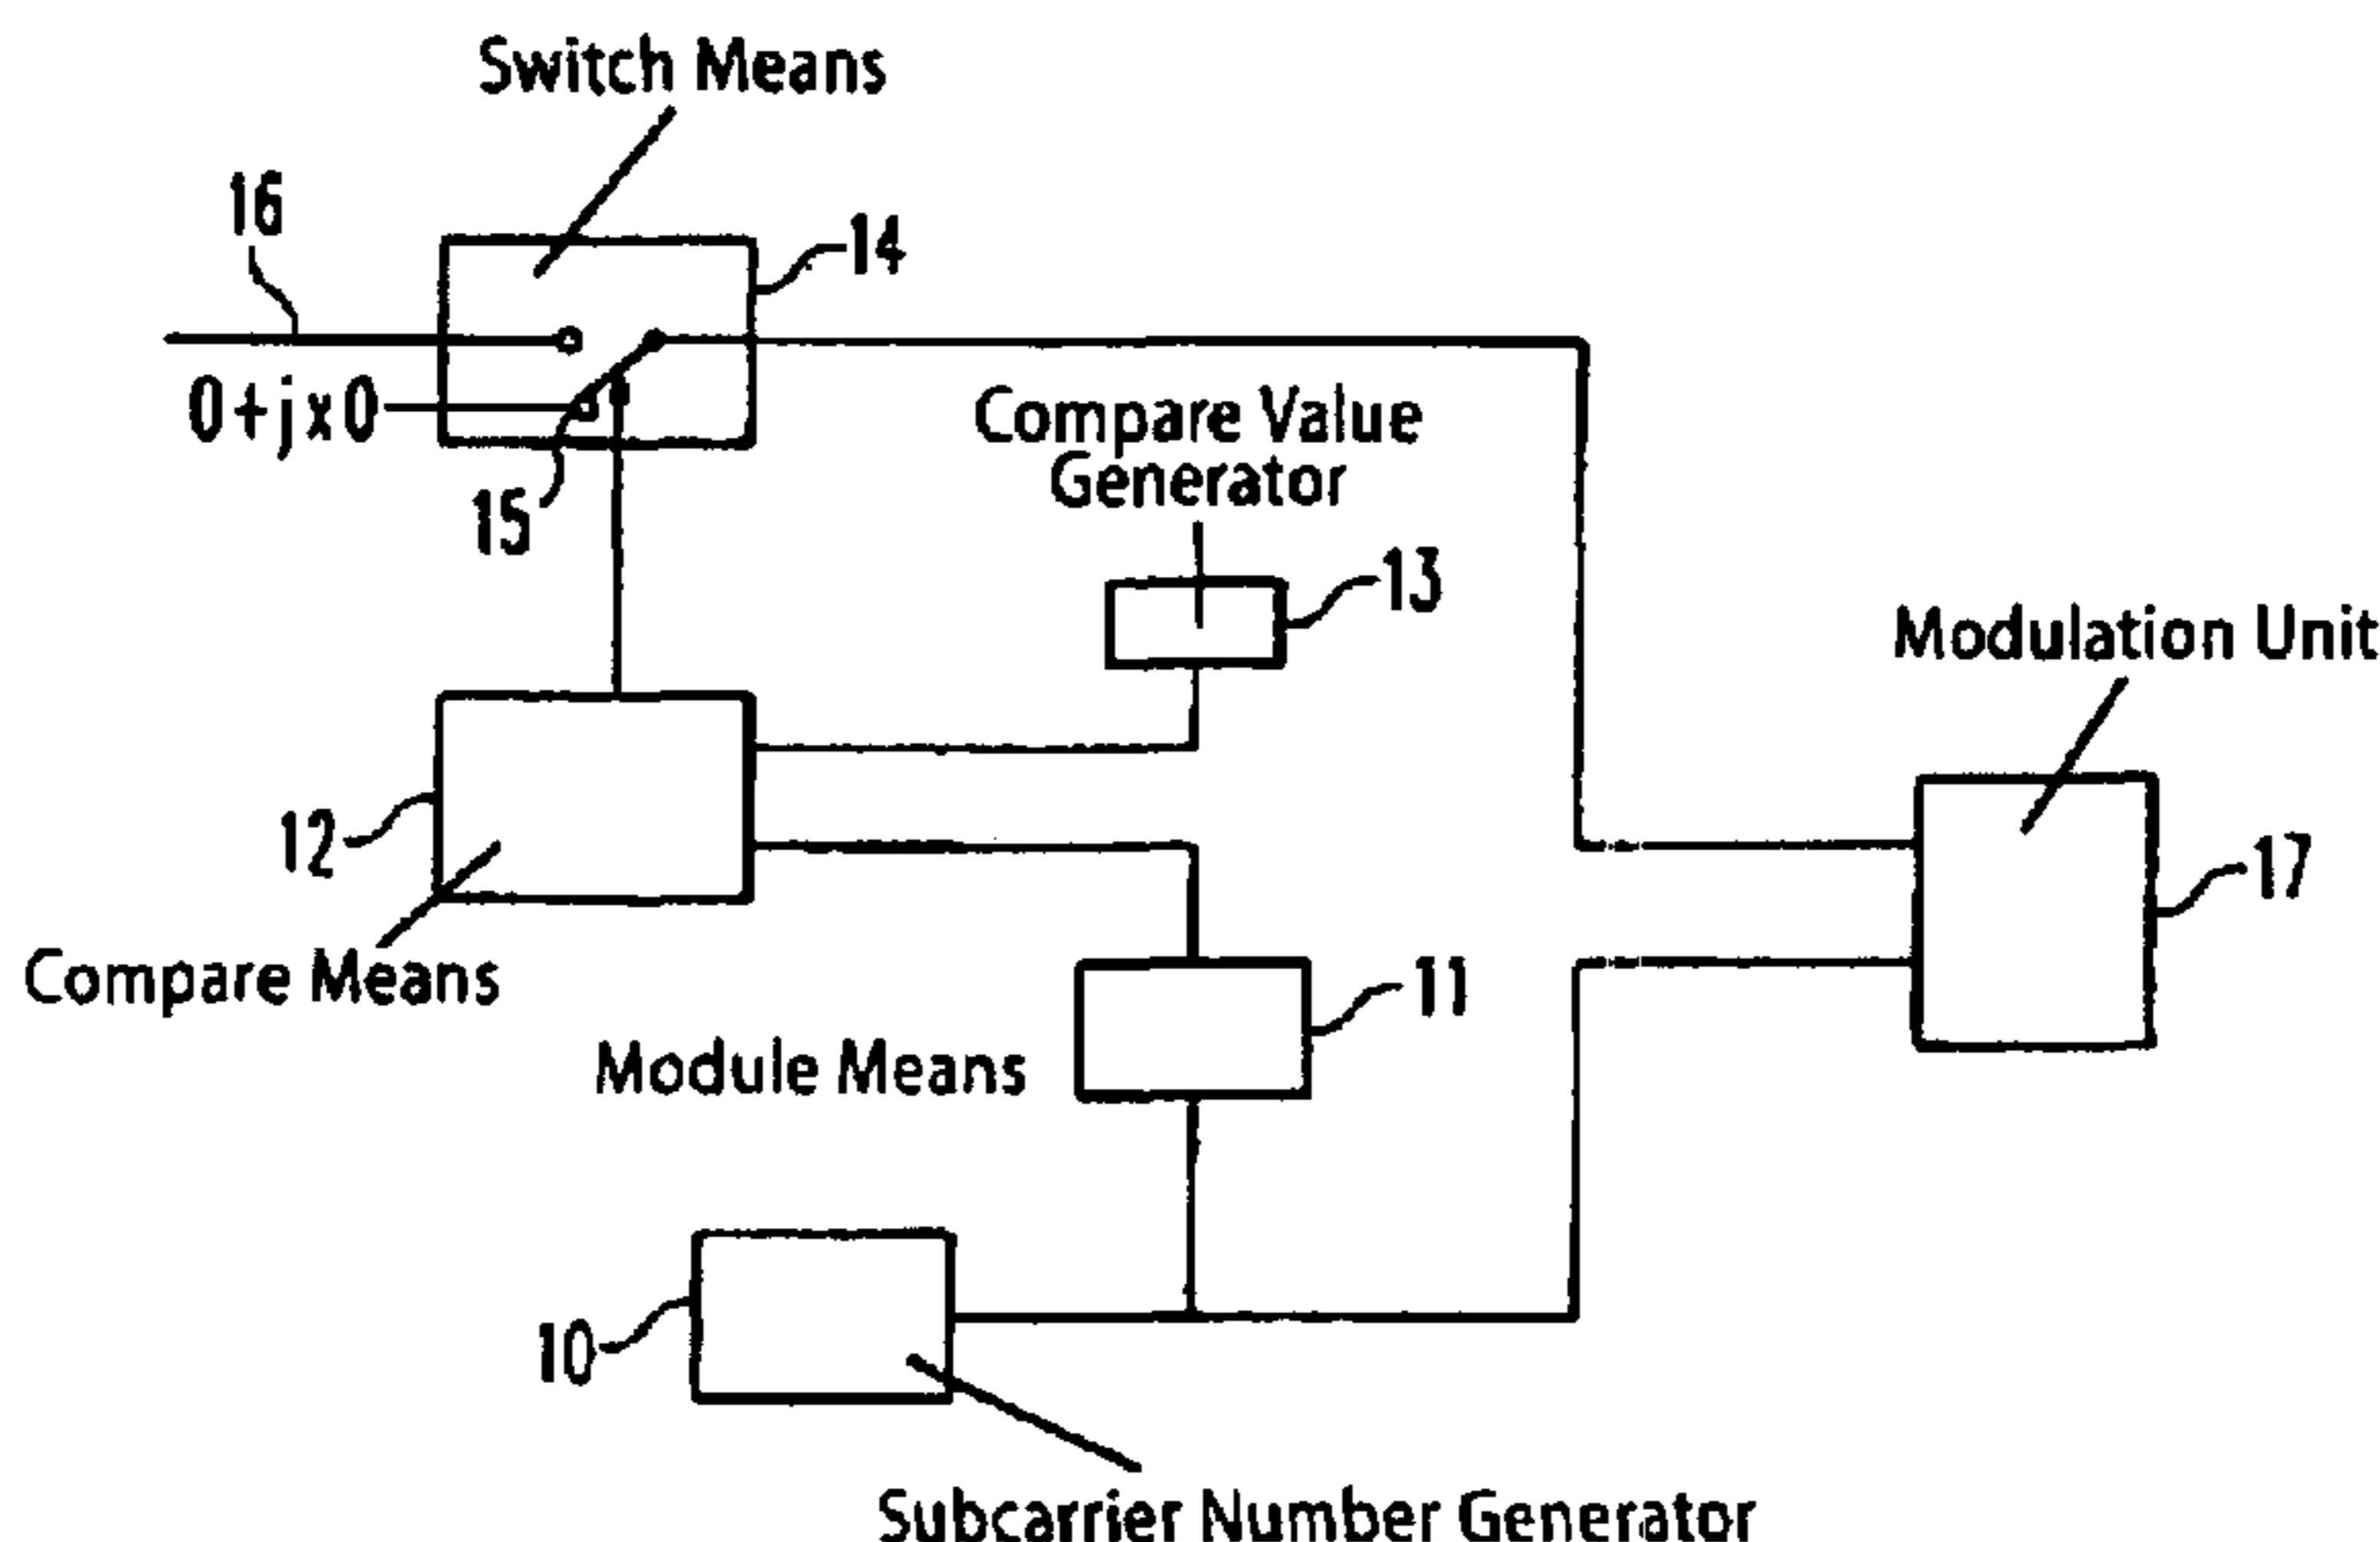 Switch Means
16
14
0+jx0
15
Compare Value
Generator
13
Modulation Unit
12
17
Compare Means
11
Module Means
10
Subcarrier Number Generator